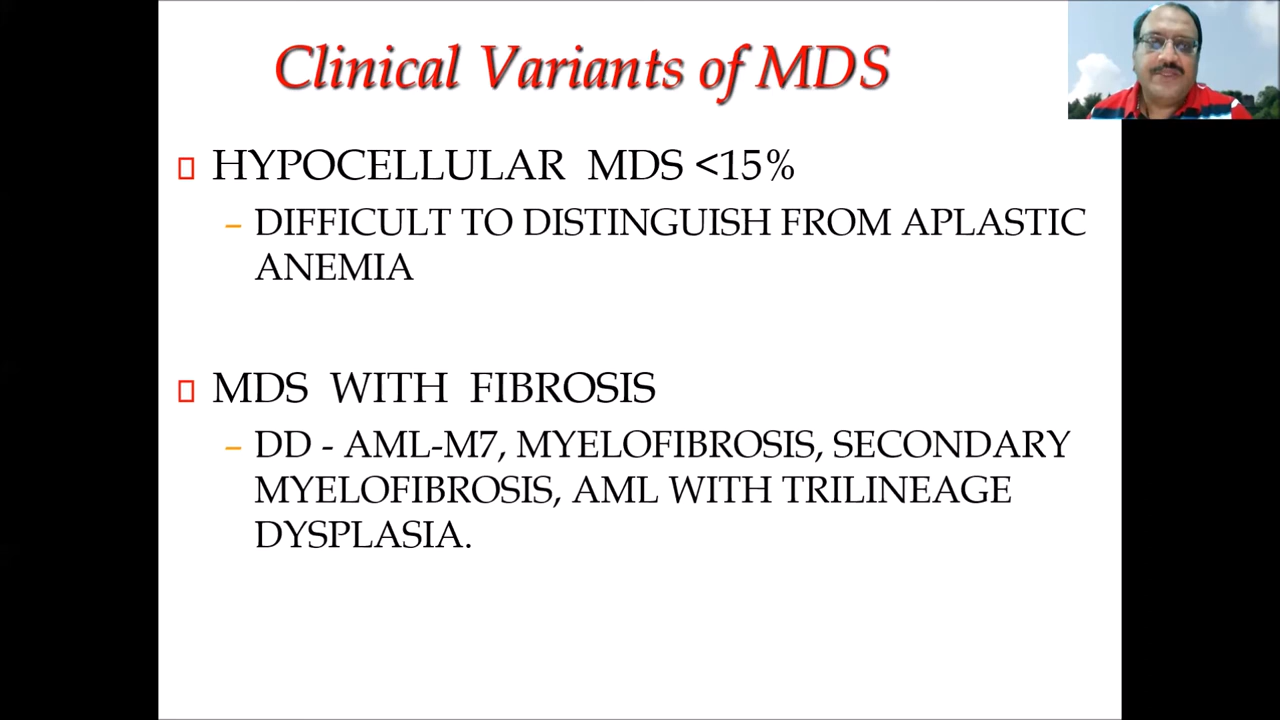 Clinical Variants of MDS
HYPOCELLULAR MDS <15%
– DIFFICULT TO DISTINGUISH FROM APLASTIC
ANEMIA
MDS WITH FIBROSIS
– DD - AML-M7, MYELOFIBROSIS, SECONDARY
MYELOFIBROSIS, AML WITH TRILINEAGE
DYSPLASIA.